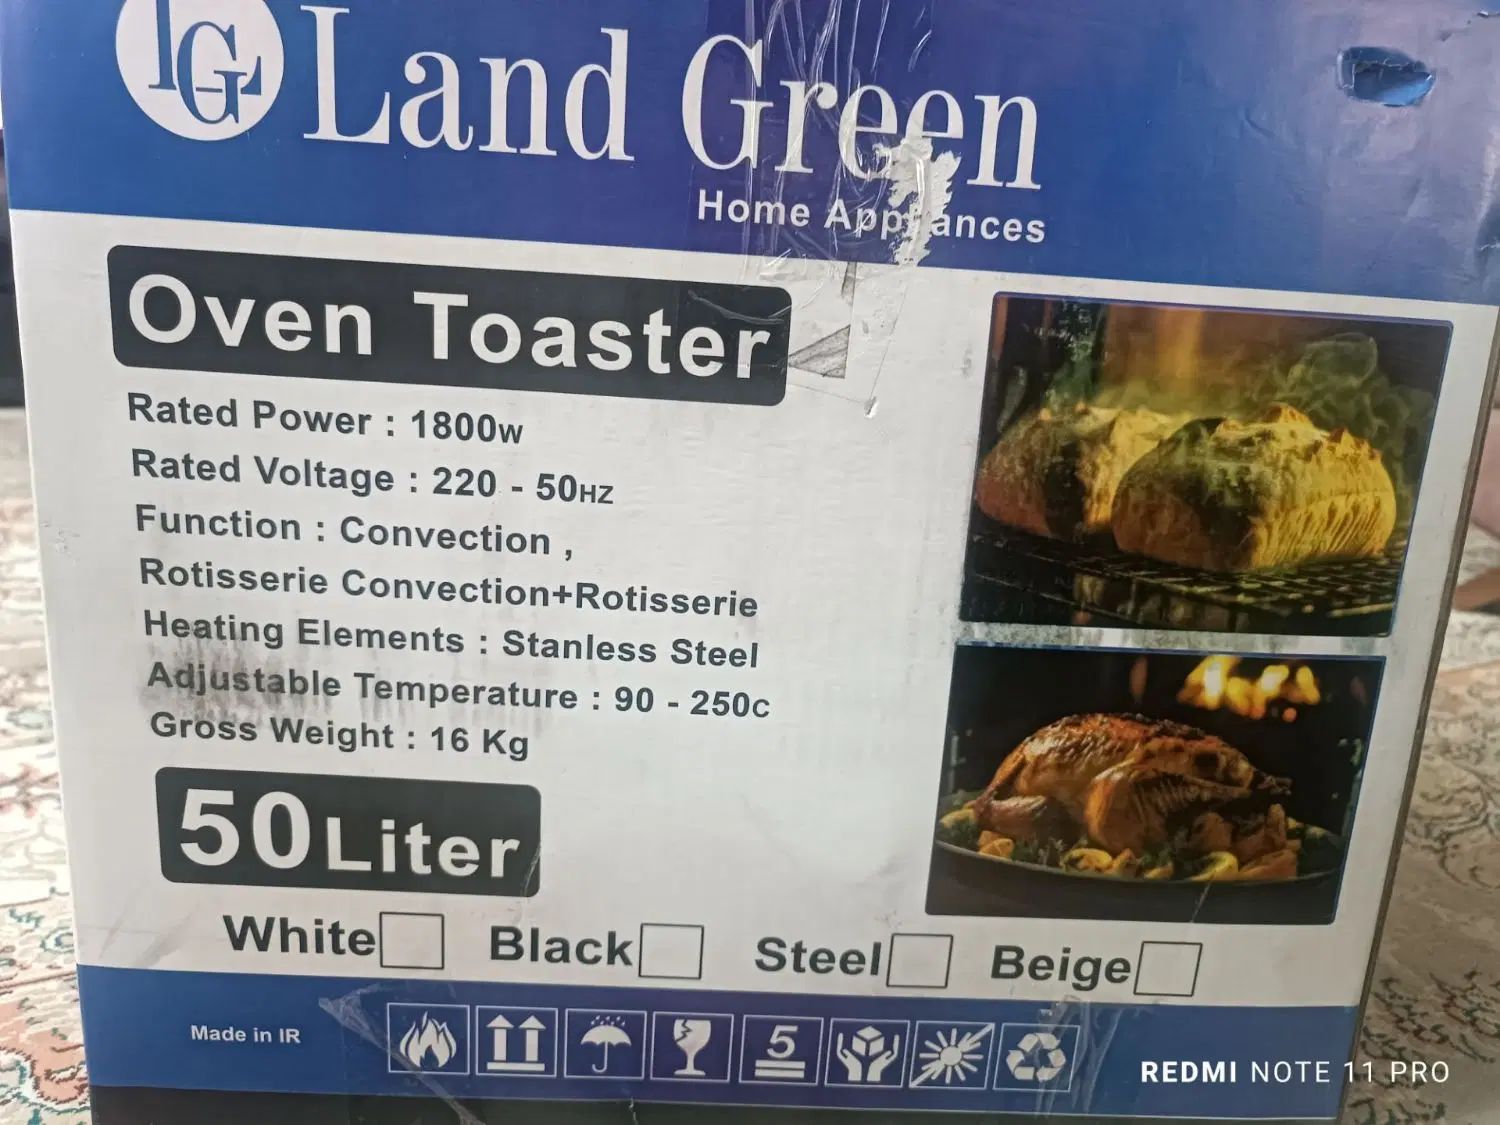 LG
Land Green
Home Appliances
Oven Toaster
Rated Power : 1800W
Rated Voltage : 220 - 50HZ
Function : Convection ,
Rotisserie Convection+Rotisserie
Heating Elements : Stanless Steel
Adjustable Temperature : 90 - 250C
Gross Weight : 16 Kg
50Liter
White Black Steel Beige
Made in IR
5
REDMI NOTE 11 PRO